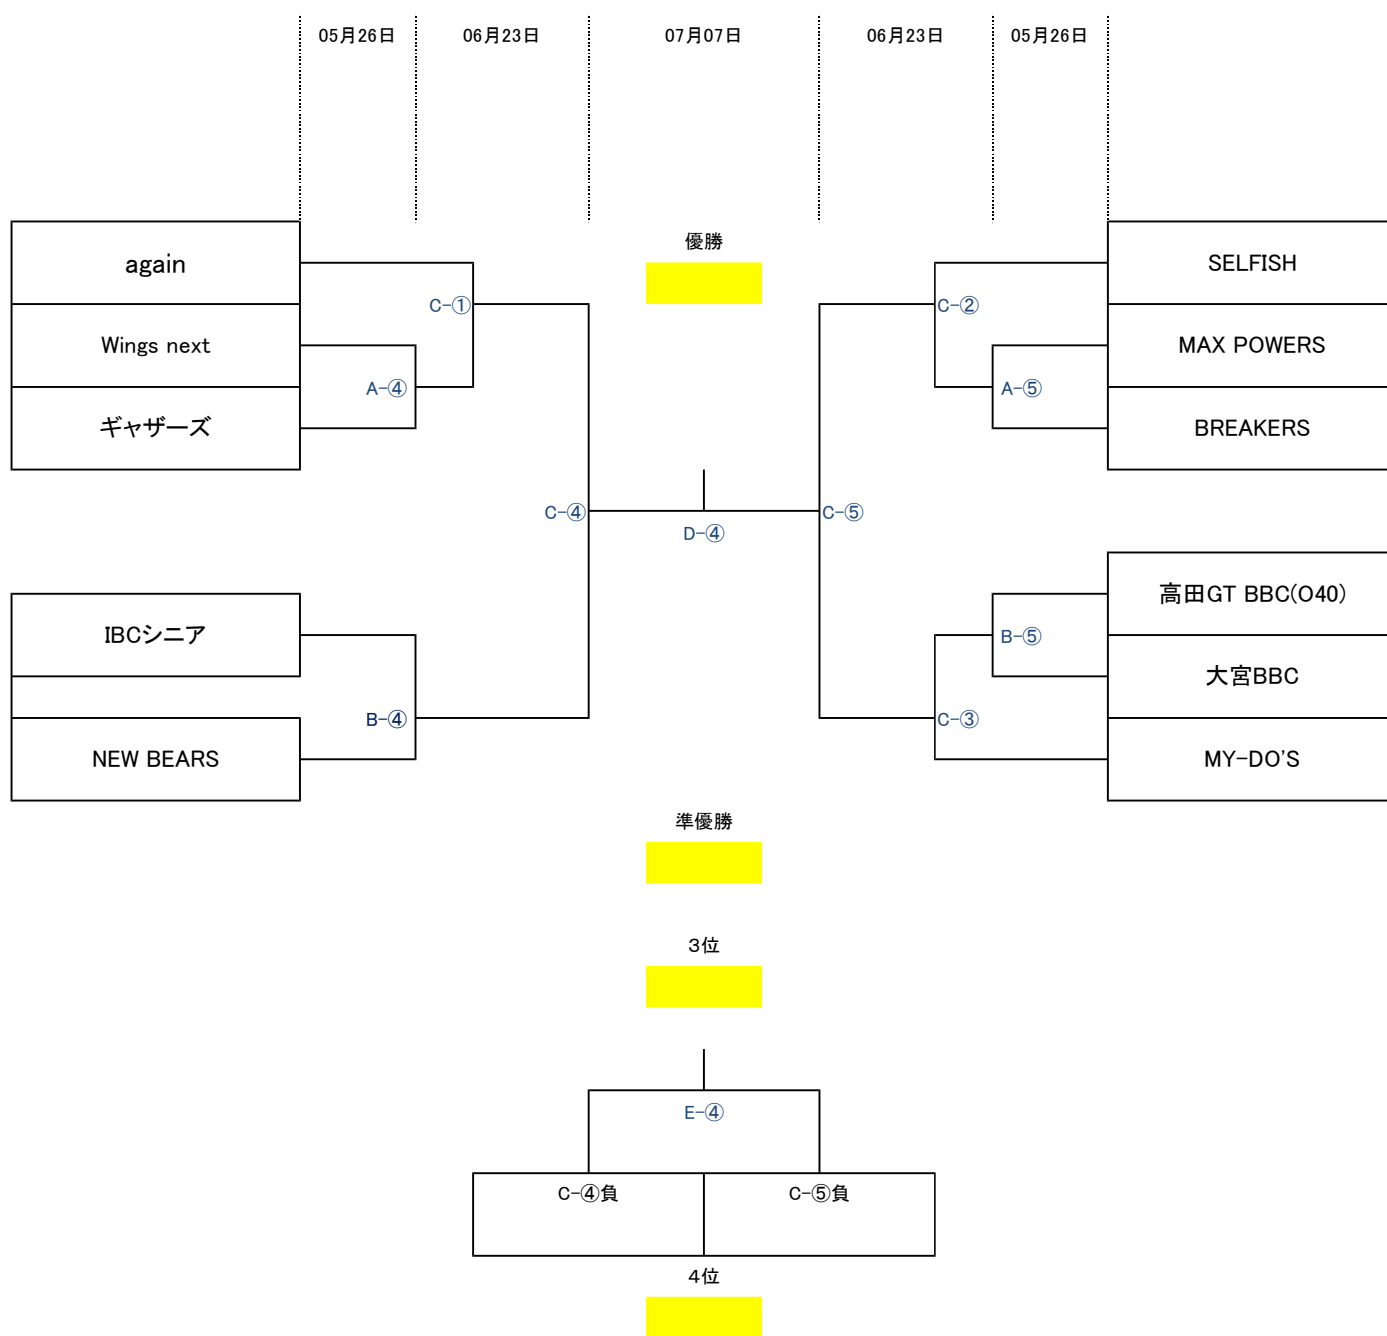 05月26日 06月23日 07月07日 06月23日 05月26日
優勝
again
SELFISH
C-①
C-②
Wings next
MAX POWERS
A-④
A-⑤
ギャザーズ
BREAKERS
C-④
C-⑤
D-④
高田GT BBC(O40)
IBCシニア
B-⑤
大宮BBC
B-④
C-③
NEW BEARS
MY-DO'S
準優勝
3位
E-④
C-④負
C-⑤負
4位